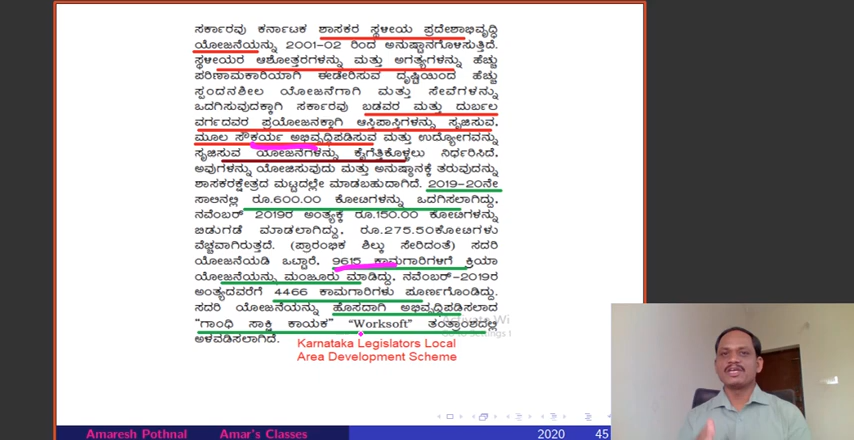 ಸರ್ಕಾರವು ಕರ್ನಾಟಕ ಶಾಸಕರ ಸ್ಥಳೀಯ ಪ್ರದೇಶಾಭಿವೃದ್ಧಿ
ಯೋಜನೆಯನ್ನು 2001-02 ರಿಂದ ಅನುಷ್ಟಾನಗೊಳಿಸುತ್ತಿದೆ.
ಸ್ಥಳೀಯರ ಆಶೋತ್ತರಗಳನ್ನು ಮತ್ತು ಅಗತ್ಯಗಳನ್ನು ಹೆಚ್ಚು
ಪರಿಣಾಮಕಾರಿಯಾಗಿ ಈಡೇರಿಸುವ ದೃಷ್ಟಿಯಿಂದ ಹೆಚ್ಚು
ಸ್ಪಂದನಶೀಲ ಯೋಜನೆಗಾಗಿ ಮತ್ತು ಸೇವೆಗಳನ್ನು
ಒದಗಿಸುವುದಕ್ಕಾಗಿ ಸರ್ಕಾರವು ಬಡವರ ಮತ್ತು ದುರ್ಬಲ
ವರ್ಗದವರ ಪ್ರಯೋಜನಕ್ಕಾಗಿ ಆಸ್ತಿಪಾಸ್ತಿಗಳನ್ನು ಸೃಜಿಸುವ,
ಮೂಲ ಸೌಕರ್ಯ ಅಭಿವೃದ್ಧಿಪಡಿಸುವ ಮತ್ತು ಉದ್ಯೋಗವನ್ನು
ಸೃಜಿಸುವ ಯೋಜನೆಗಳನ್ನು ಕೈಗೆತ್ತಿಕೊಳ್ಳಲು ನಿರ್ಧರಿಸಿದೆ.
ಅವುಗಳನ್ನು ಯೋಜಿಸುವುದು ಮತ್ತು ಅನುಷ್ಠಾನಕ್ಕೆ ತರುವುದನ್ನು
ಶಾಸಕರಕ್ಷೇತ್ರದ ಮಟ್ಟದಲ್ಲೇ ಮಾಡಬಹುದಾಗಿದೆ. 2019-20ನೇ
ಸಾಲಿನಲ್ಲಿ ರೂ.600.00 ಕೋಟಿಗಳನ್ನು ಒದಗಿಸಲಾಗಿದ್ದು,
ನವೆಂಬರ್ 2019ರ ಅಂತ್ಯಕ್ಕೆ ರೂ.150.00 ಕೋಟಿಗಳನ್ನು
ಬಿಡುಗಡೆ ಮಾಡಲಾಗಿದ್ದು, ರೂ.275.50ಕೋಟಿಗಳು
ವೆಚ್ಚವಾಗಿರುತ್ತದೆ. (ಪ್ರಾರಂಭಿಕ ಶಿಲ್ಕು ಸೇರಿದಂತೆ) ಸದರಿ
ಯೋಜನೆಯಡಿ ಒಟ್ಟಾರೆ, 9615 ಕಾಮಗಾರಿಗಳಿಗೆ ಕ್ರಿಯಾ
ಯೋಜನೆಯನ್ನು ಮಂಜೂರು ಮಾಡಿದ್ದು, ನವೆಂಬರ್-2019ರ
ಅಂತ್ಯದವರೆಗೆ 4466 ಕಾಮಗಾರಿಗಳು ಪೂರ್ಣಗೊಂಡಿದ್ದು.
ಸದರಿ ಯೋಜನೆಯನ್ನು ಹೊಸದಾಗಿ ಅಭಿವೃದ್ಧಿಪಡಿಸಲಾದ
"ಗಾಂಧಿ ಸಾಕ್ಷಿ ಕಾಯಕ" "Worksoft" ತಂತ್ರಾಂಶದಲ್ಲಿ
ಅಳವಡಿಸಲಾಗಿದೆ.
Karnataka Legislators Local
Area Development Scheme
Amaresh Pothnal Amar's Classes 2020 45